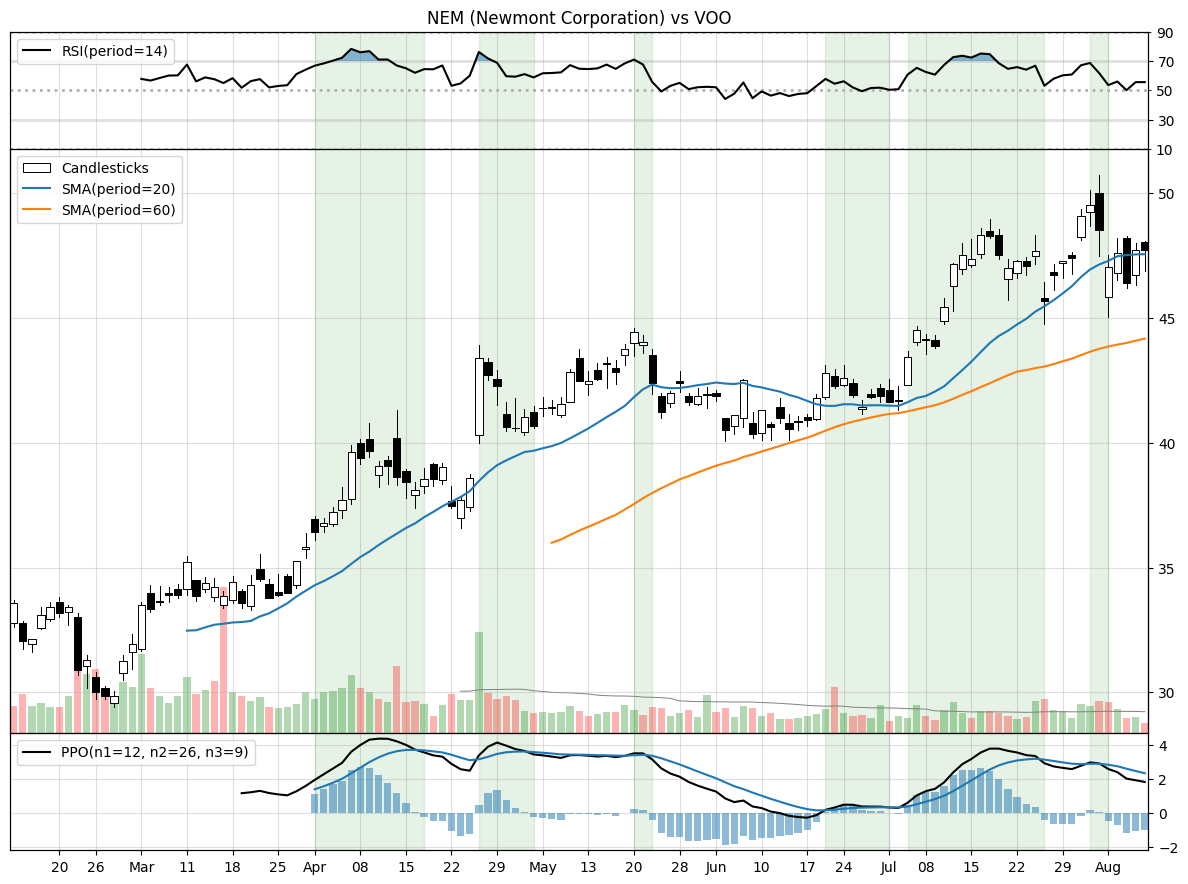 NEM (Newmont Corporation) vs VOO
RSI(period=14)
90
70
50
30
10
Candlesticks
SMA(period=20)
SMA(period=60)
50
45
40
35
30
PPO(n1=12, n2=26, n3=9)
4
2
0
−2
20 26 Mar 11 18 25 Apr 08 15 22 29 May 13 20 28 Jun 10 17 24 Jul 08 15 22 29 Aug